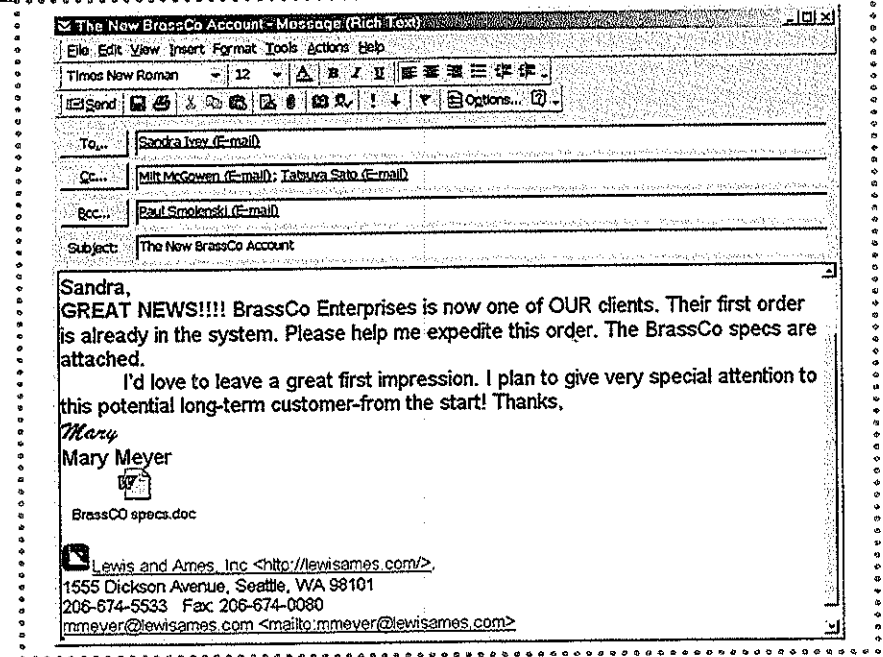 The New BrassCo Account - Message (Rich Text)
File Edit View Insert Format Tools Actions Help
Times New Roman 12 A B I U
Send ! Options...
To... Sandra Ivey (E-mail)
Cc... Milt McGowen (E-mail); Tatsuya Sato (E-mail)
Bcc... Paul Smolenski (E-mail)
Subject: The New BrassCo Account
Sandra,
GREAT NEWS!!!! BrassCo Enterprises is now one of OUR clients. Their first order
is already in the system. Please help me expedite this order. The BrassCo specs are
attached.
I'd love to leave a great first impression. I plan to give very special attention to
this potential long-term customer-from the start! Thanks,
Mary
Mary Meyer
BrassCO specs.doc
Lewis and Ames, Inc <http://lewisames.com/>,
1555 Dickson Avenue, Seattle, WA 98101
206-674-5533 Fax 206-674-0080
mmeyer@lewisames.com <mailto:mmeyer@lewisames.com>